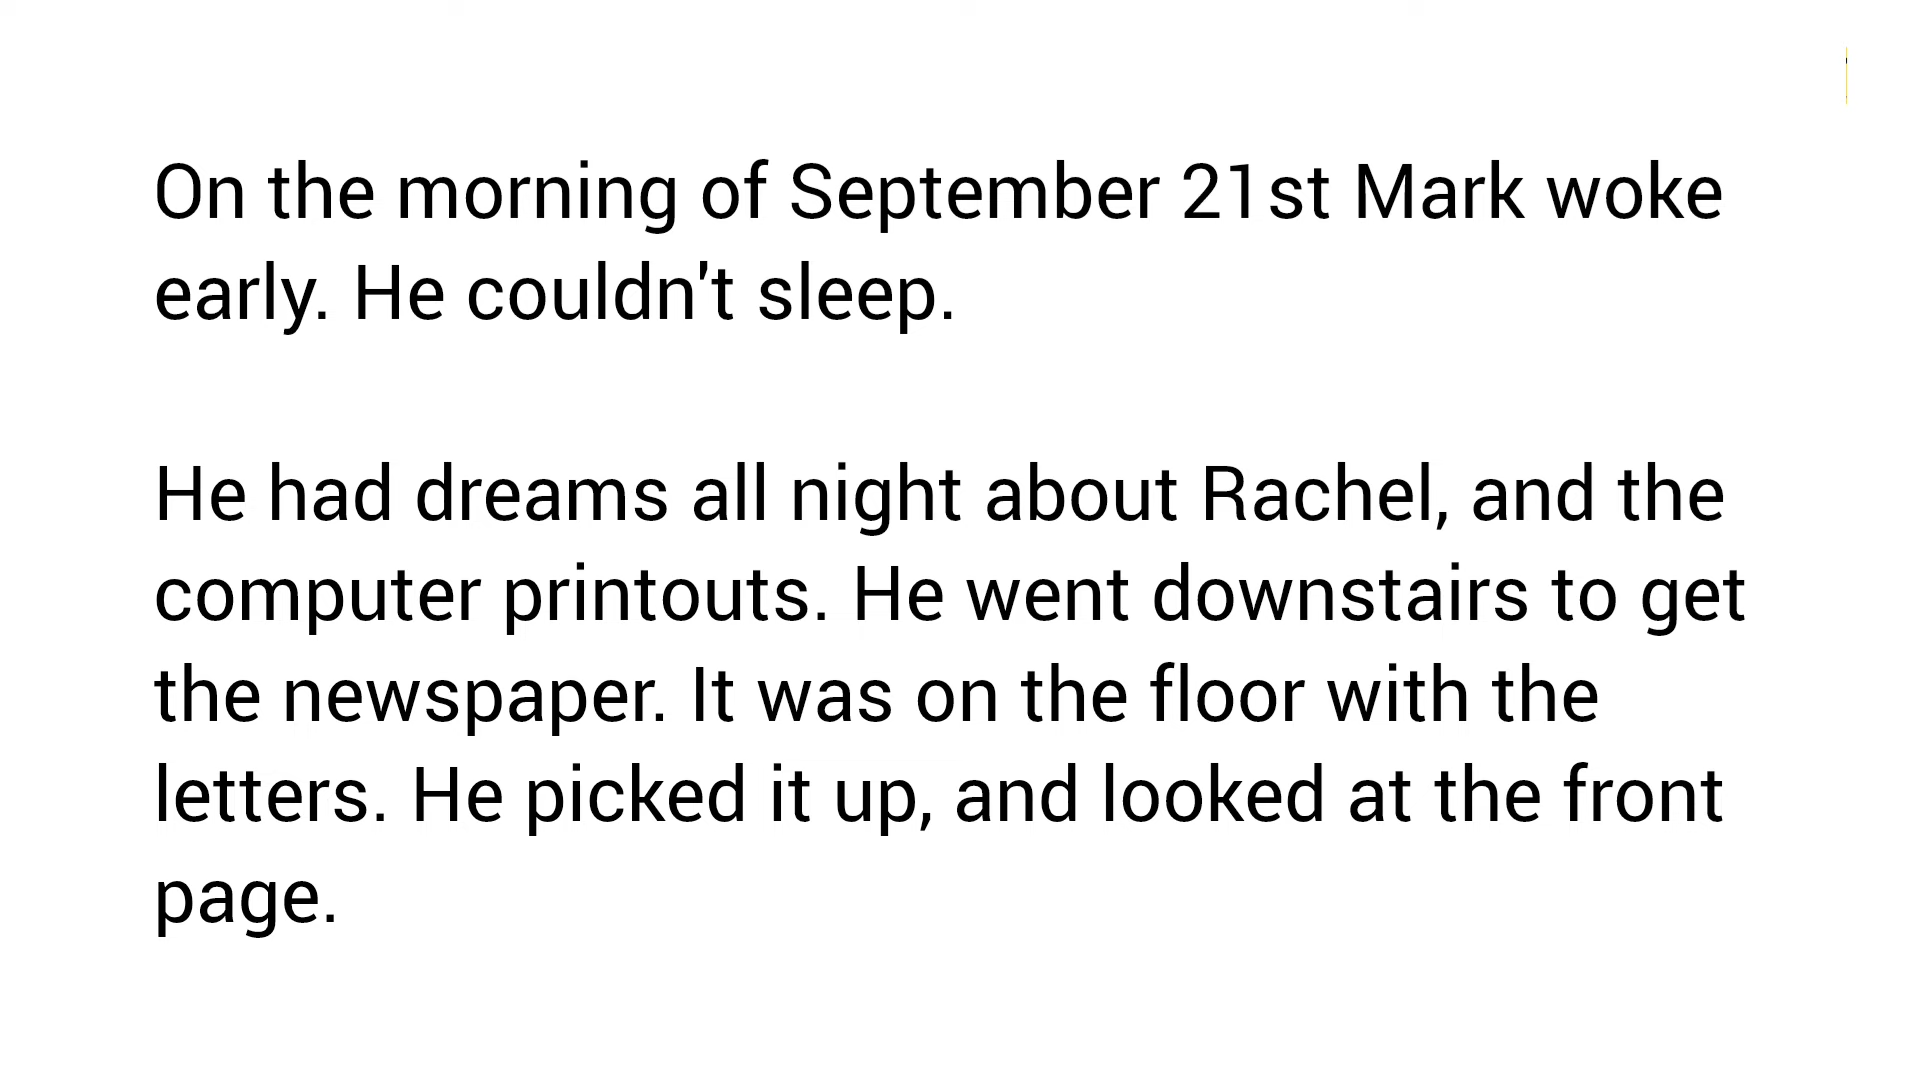 On the morning of September 21st Mark woke
early. He couldn't sleep.
He had dreams all night about Rachel, and the
computer printouts. He went downstairs to get
the newspaper. It was on the floor with the
letters. He picked it up, and looked at the front
page.